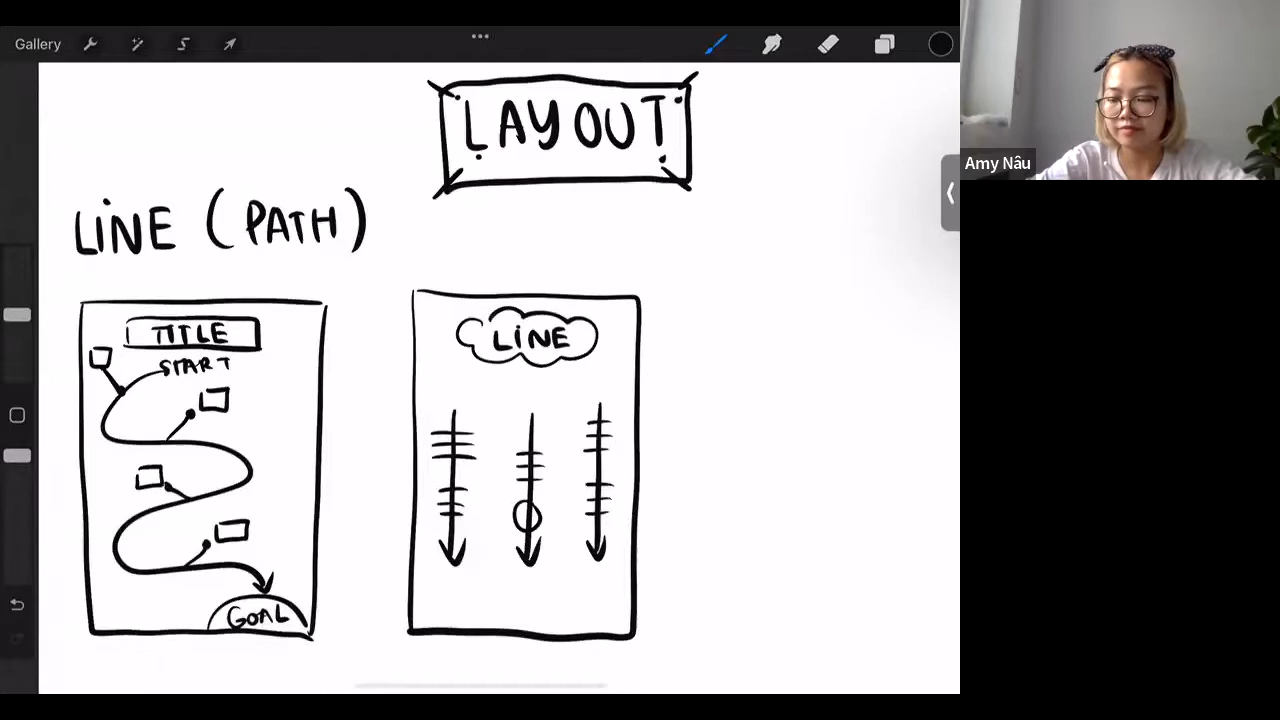 Gallery
LAYOUT
LiNE (PATH)
TITLE
START
GOAL
LiNE
Amy Nâu